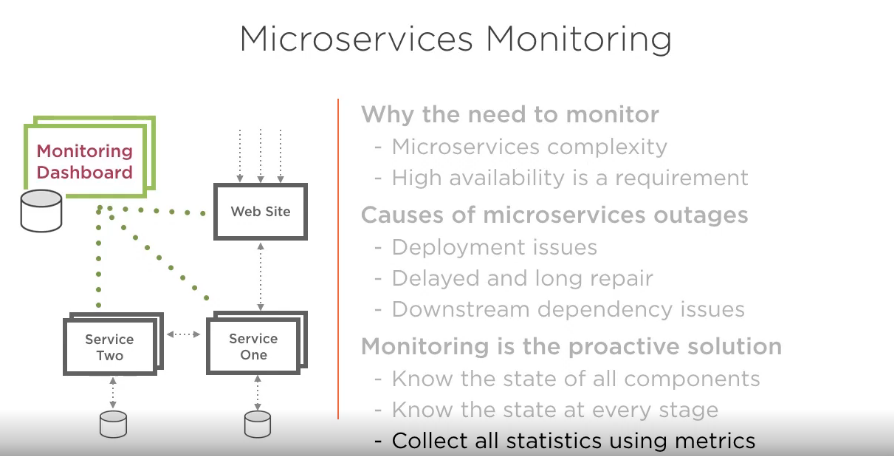 Microservices Monitoring
Monitoring
Dashboard
Web Site
Service
Two
Service
One
Why the need to monitor
- Microservices complexity
- High availability is a requirement
Causes of microservices outages
- Deployment issues
- Delayed and long repair
- Downstream dependency issues
Monitoring is the proactive solution
- Know the state of all components
- Know the state at every stage
- Collect all statistics using metrics